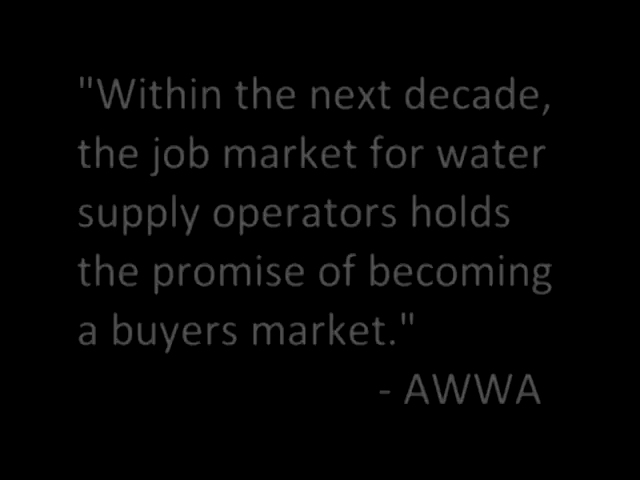 "Within the next decade,
the job market for water
supply operators holds
the promise of becoming
a buyers market."
- AWWA